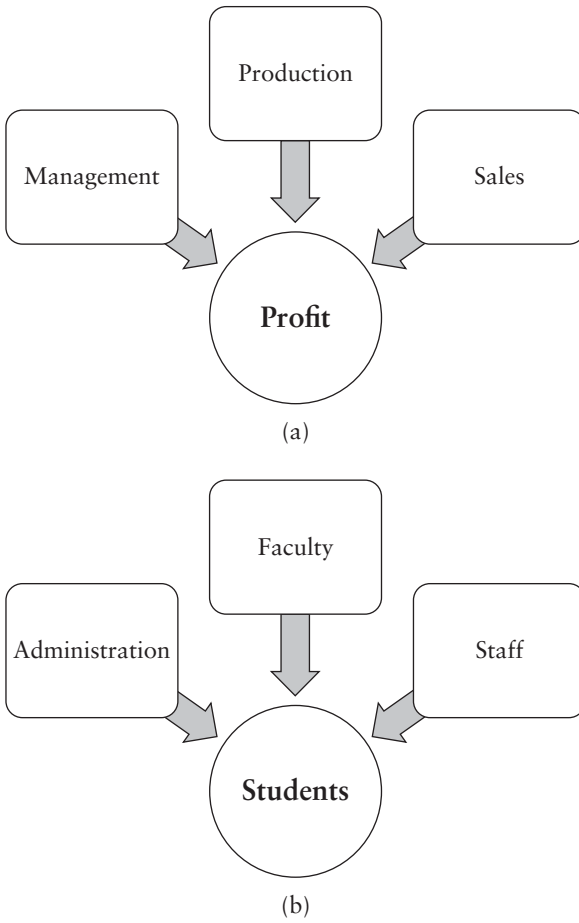 Production
Management
Sales
Profit
(a)
Faculty
Administration
Staff
Students
(b)